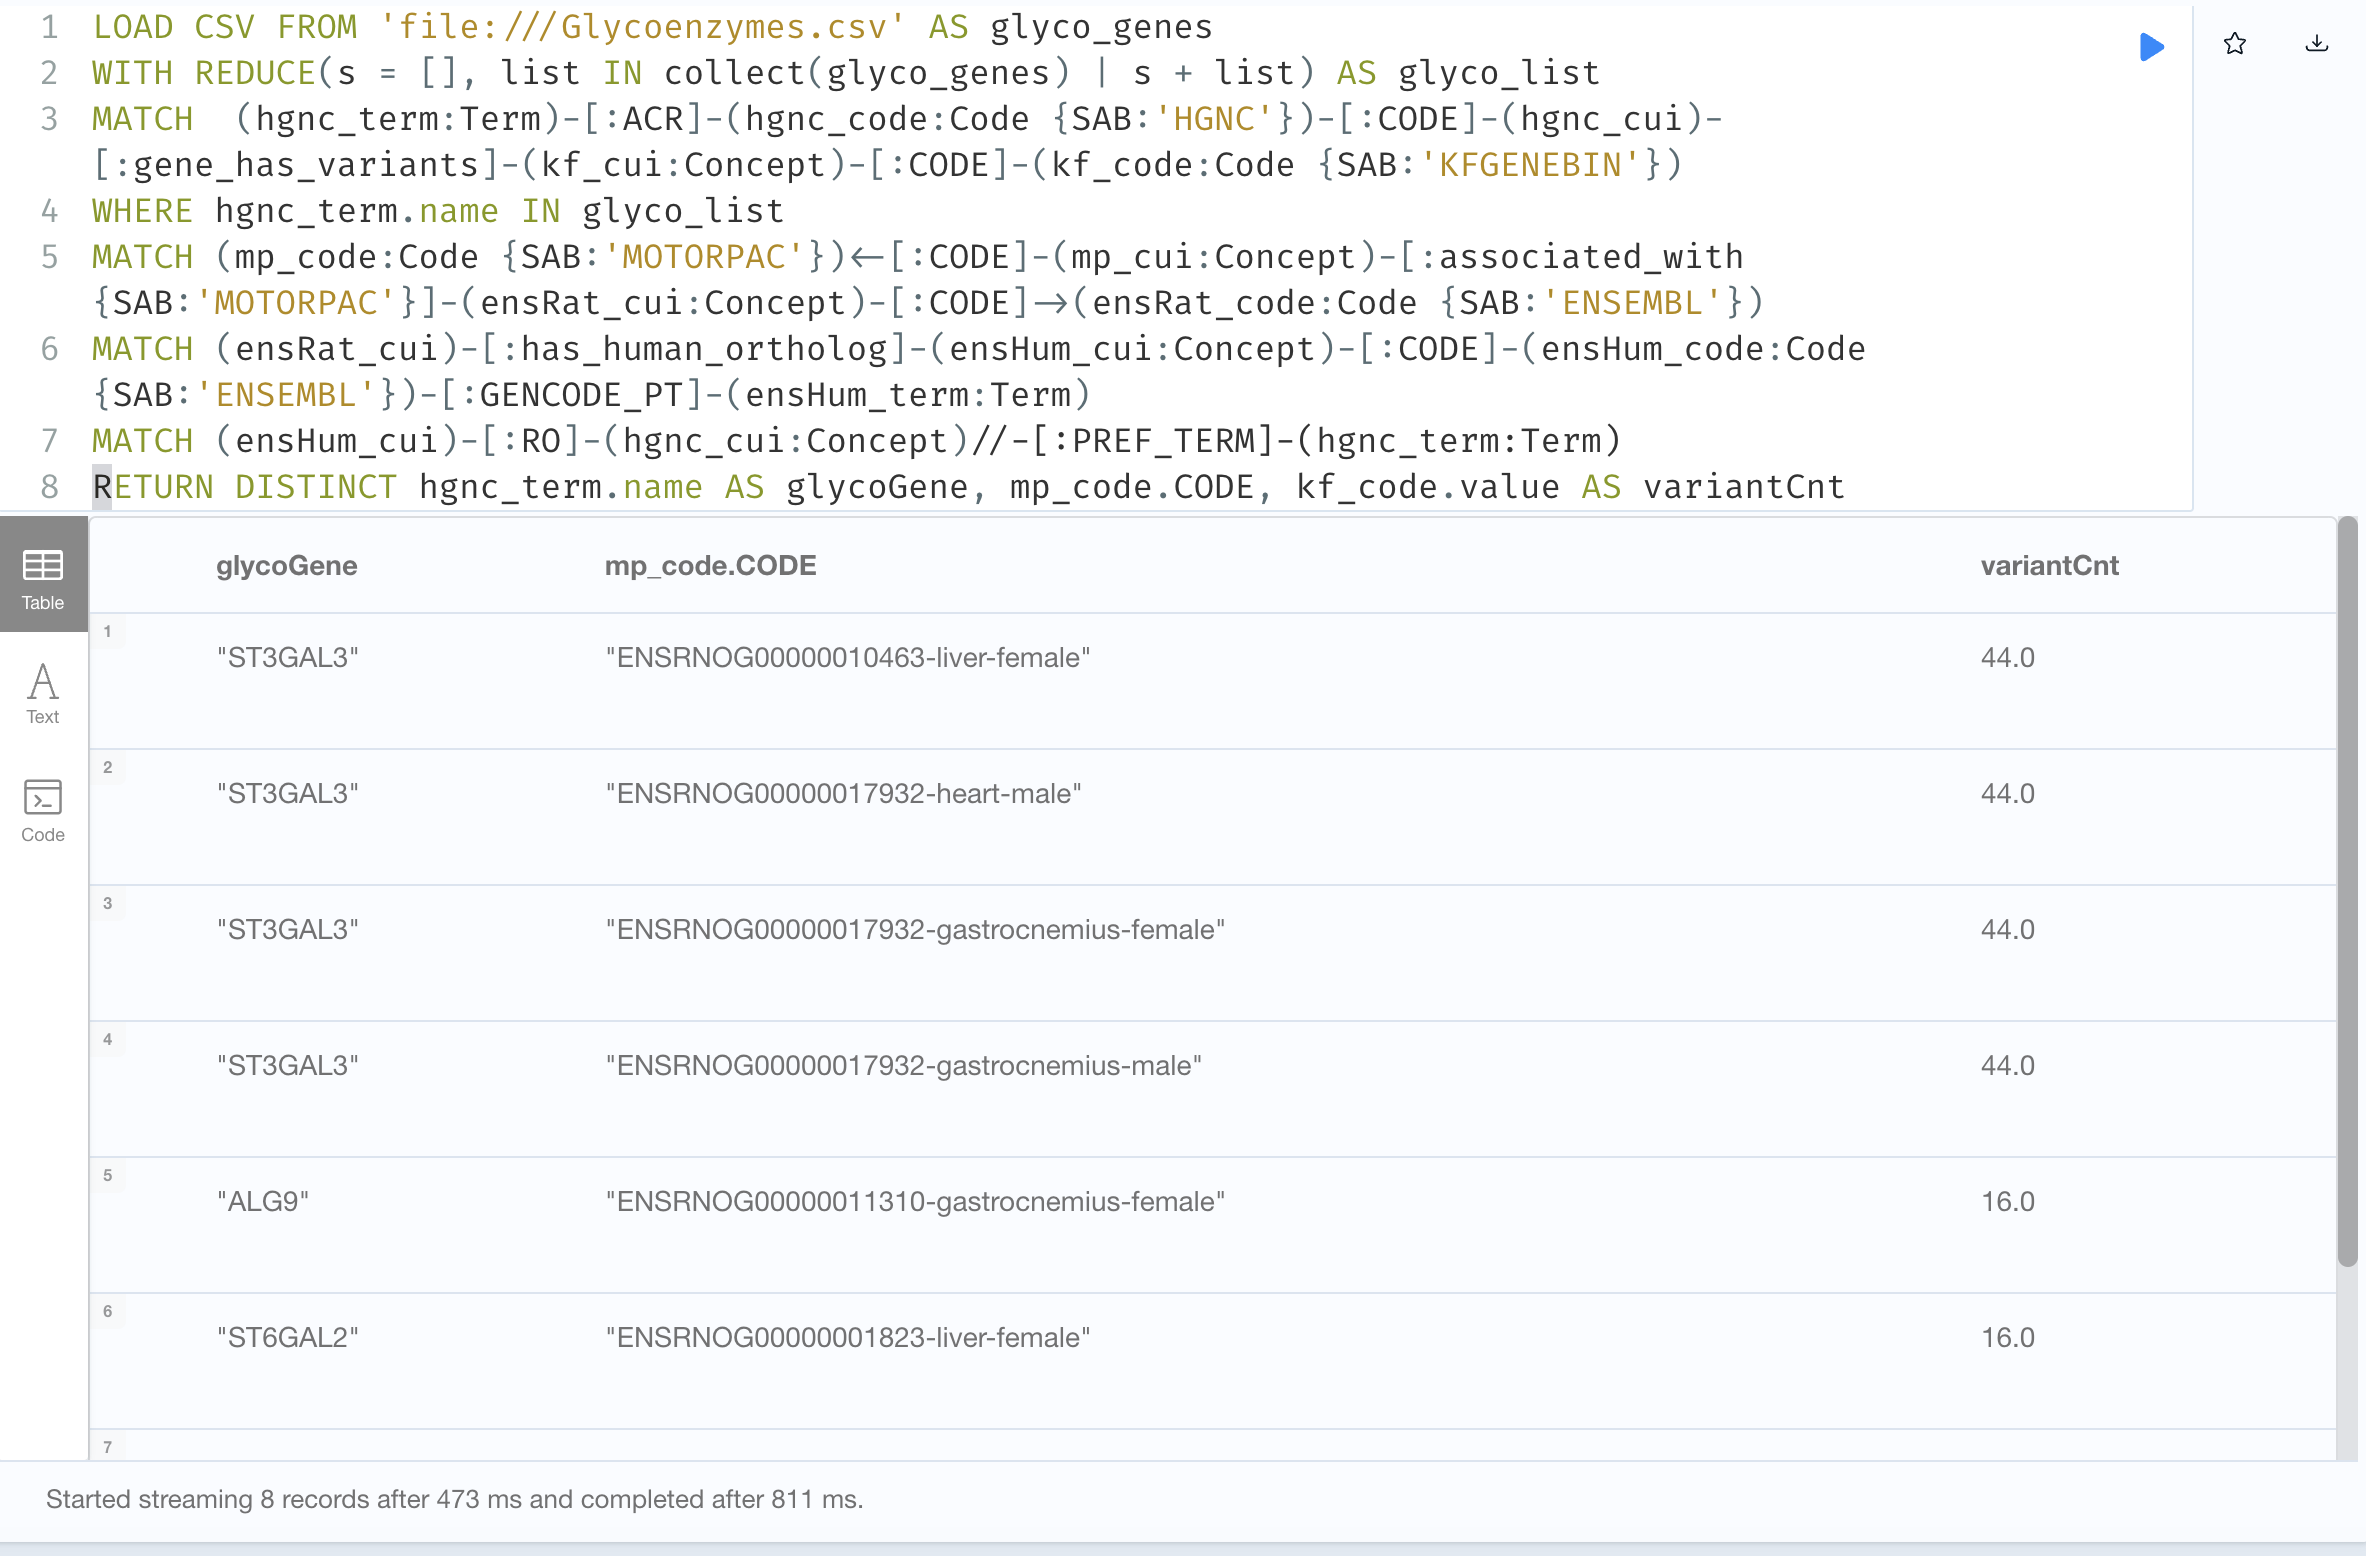 1 LOAD CSV FROM 'file:///Glycoenzymes.csv' AS glyco_genes
2 WITH REDUCE(s = [], list IN collect(glyco_genes) | s + list) AS glyco_list
3 MATCH  (hgnc_term:Term)-[:ACR]-(hgnc_code:Code {SAB:'HGNC'})-[:CODE]-(hgnc_cui)-
[:gene_has_variants]-(kf_cui:Concept)-[:CODE]-(kf_code:Code {SAB:'KFGENEBIN'})
4 WHERE hgnc_term.name IN glyco_list
5 MATCH (mp_code:Code {SAB:'MOTORPAC'})<-[:CODE]-(mp_cui:Concept)-[:associated_with
{SAB:'MOTORPAC'}]-(ensRat_cui:Concept)-[:CODE]->(ensRat_code:Code {SAB:'ENSEMBL'})
6 MATCH (ensRat_cui)-[:has_human_ortholog]-(ensHum_cui:Concept)-[:CODE]-(ensHum_code:Code
{SAB:'ENSEMBL'})-[:GENCODE_PT]-(ensHum_term:Term)
7 MATCH (ensHum_cui)-[:RO]-(hgnc_cui:Concept)//-[:PREF_TERM]-(hgnc_term:Term)
8 RETURN DISTINCT hgnc_term.name AS glycoGene, mp_code.CODE, kf_code.value AS variantCnt
glycoGene mp_code.CODE variantCnt
Table
1
"ST3GAL3" "ENSRNOG00000010463-liver-female" 44.0
Text
2
"ST3GAL3" "ENSRNOG00000017932-heart-male" 44.0
Code
3
"ST3GAL3" "ENSRNOG00000017932-gastrocnemius-female" 44.0
4
"ST3GAL3" "ENSRNOG00000017932-gastrocnemius-male" 44.0
5
"ALG9" "ENSRNOG00000011310-gastrocnemius-female" 16.0
6
"ST6GAL2" "ENSRNOG00000001823-liver-female" 16.0
7
Started streaming 8 records after 473 ms and completed after 811 ms.